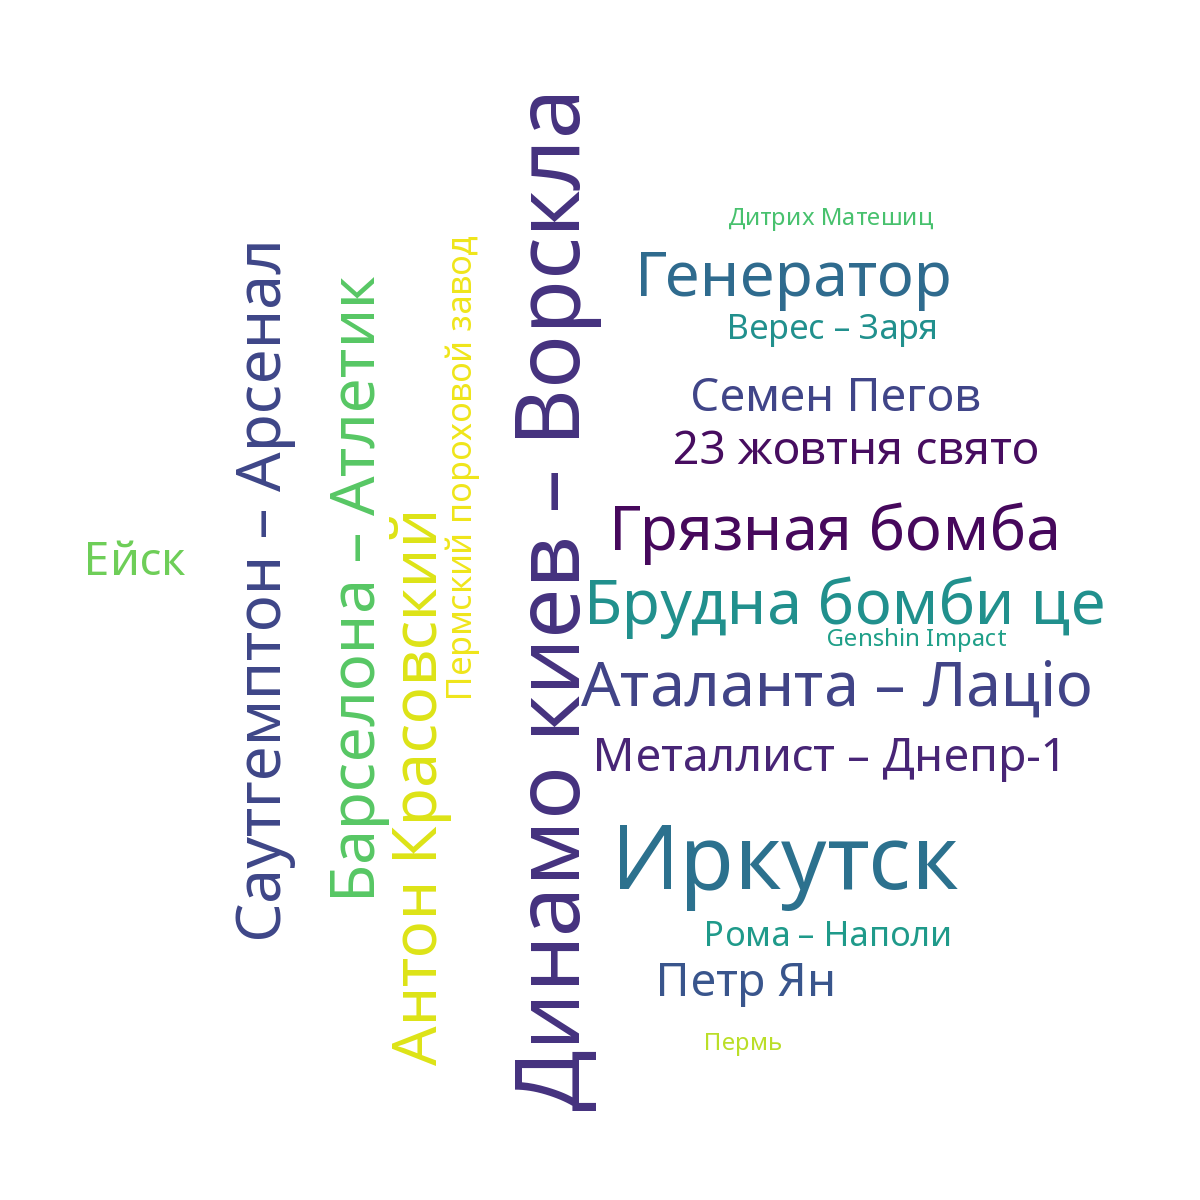 Ейск
Саутгемптон – Арсенал
Барселона – Атлетик
Антон Красовский
Пермский пороховой завод
Динамо киев – Ворскла
Дитрих Матешиц
Генератор
Верес – Заря
Семен Пегов
23 жовтня свято
Грязная бомба
Брудна бомби це
Genshin Impact
Аталанта – Лаціо
Металлист – Днепр-1
Иркутск
Рома – Наполи
Петр Ян
Пермь